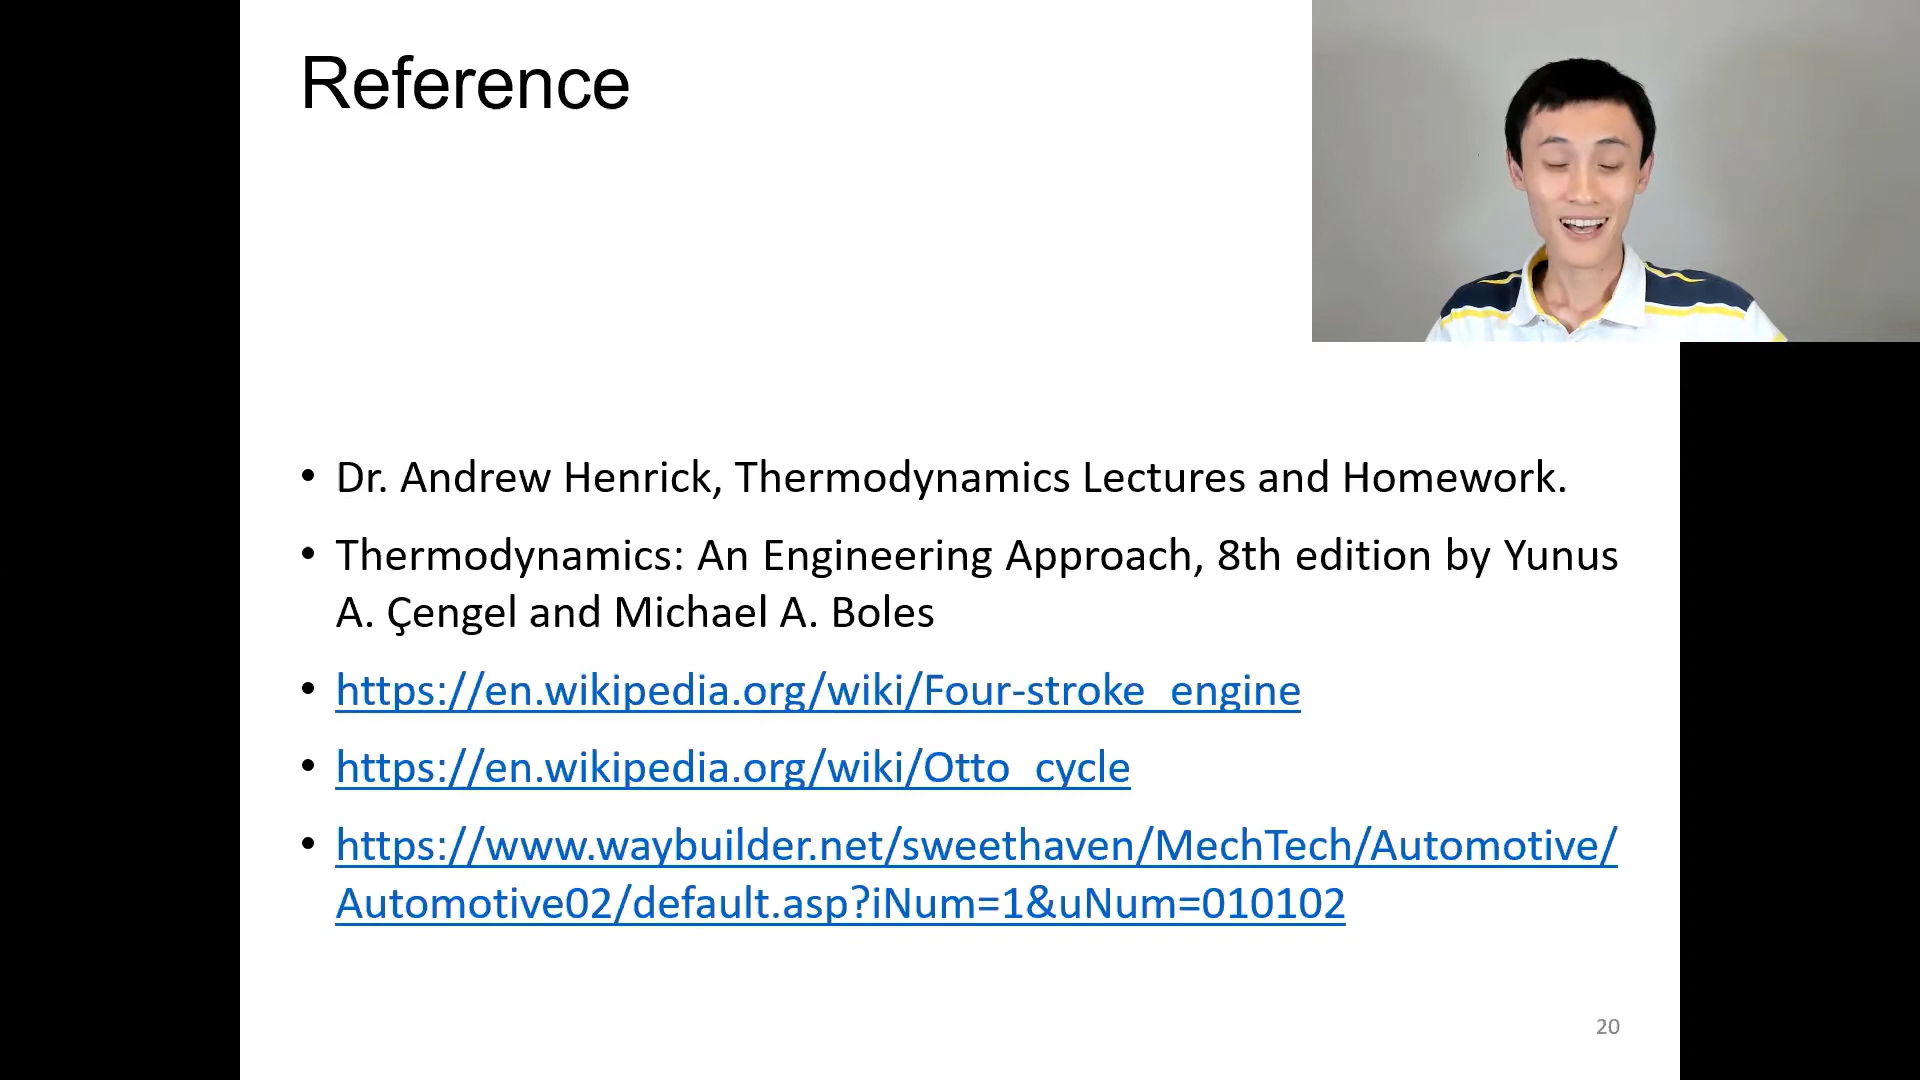 Reference
• Dr. Andrew Henrick, Thermodynamics Lectures and Homework.
• Thermodynamics: An Engineering Approach, 8th edition by Yunus
A. Çengel and Michael A. Boles
• https://en.wikipedia.org/wiki/Four-stroke_engine
• https://en.wikipedia.org/wiki/Otto_cycle
• https://www.waybuilder.net/sweethaven/MechTech/Automotive/
Automotive02/default.asp?iNum=1&uNum=010102
20